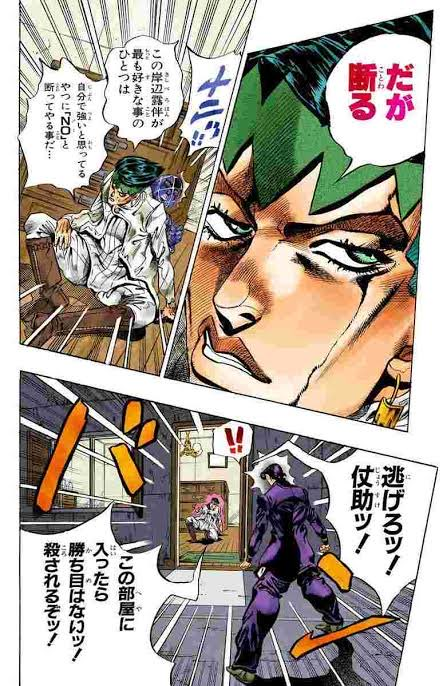 だが
断る
ナニッ!!
この岸辺露伴が
最も好きな事の
ひとつは
自分で強いと思ってる
やつに「NO」と
断ってやる事だ…
!!
逃げろッ!
仗助ッ!
バ
この部屋に
入ったら
勝ち目はないッ!
殺されるぞッ!